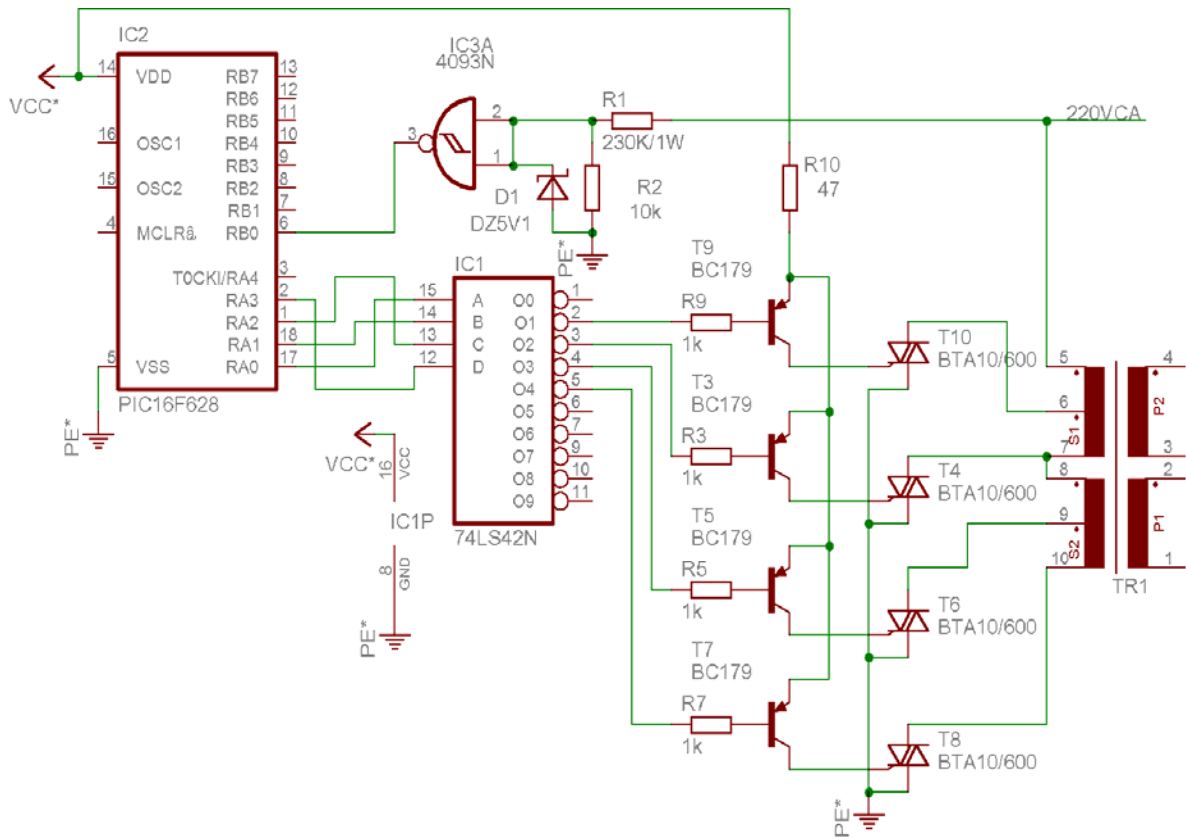 IC2
14
VDD
VCC*
16
OSC1
15
OSC2
4
MCLRâ
5
VSS
PIC16F628
PE*
RB7
13
RB6
12
RB5
11
RB4
10
RB3
9
RB2
8
RB1
7
RB0
6
T0CKI/RA4
3
RA3
2
RA2
1
RA1
18
RA0
17
IC3A
4093N
3
2
1
D1
DZ5V1
R1
230K/1W
R2
10k
PE*
220VCA
R10
47
IC1
15
A
14
B
13
C
12
D
O0
1
O1
2
O2
3
O3
4
O4
5
O5
6
O6
7
O7
9
O8
10
O9
11
74LS42N
VCC*
16
VCC
IC1P
8
GND
PE*
T9
BC179
R9
1k
T3
BC179
R3
1k
T5
BC179
R5
1k
T7
BC179
R7
1k
T10
BTA10/600
T4
BTA10/600
T6
BTA10/600
T8
BTA10/600
PE*
5
6
S1
7
8
9
S2
10
4
P2
3
2
P1
1
TR1